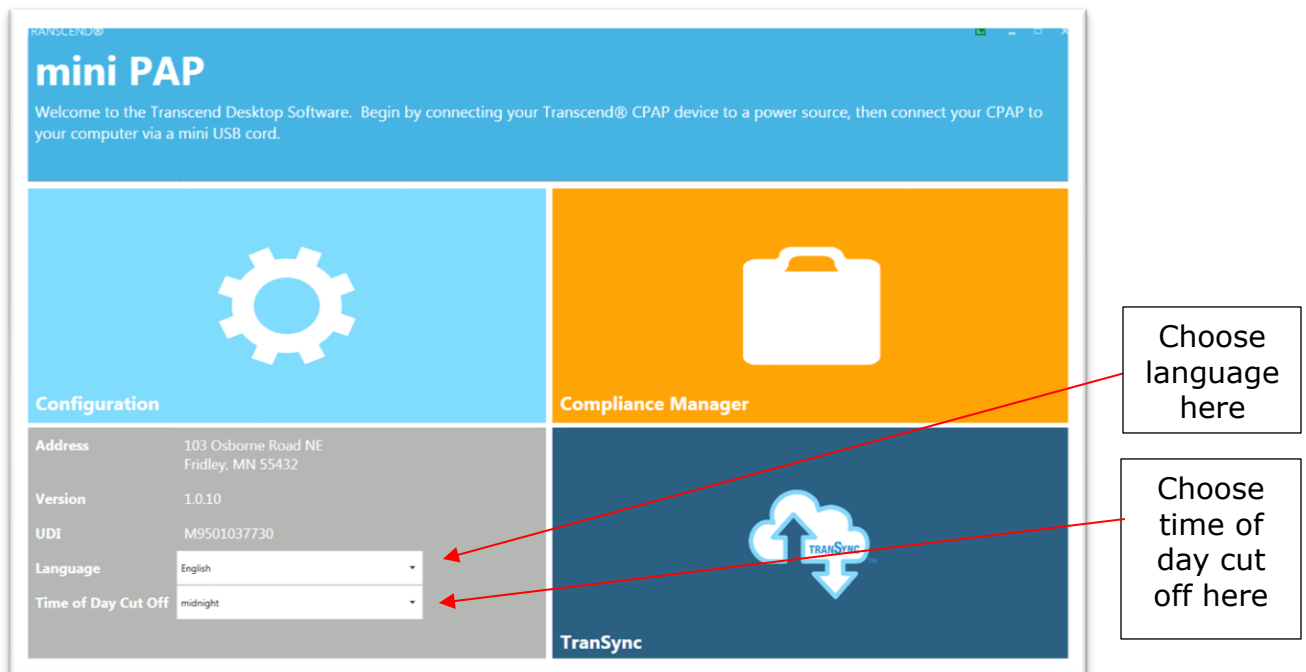 RANSCEND®
mini PAP
Welcome to the Transcend Desktop Software. Begin by connecting your Transcend® CPAP device to a power source, then connect your CPAP to
your computer via a mini USB cord.
Configuration
Compliance Manager
Address 103 Osborne Road NE
Fridley, MN 55432
Version 1.0.10
UDI M9501037730
Language English
Time of Day Cut Off midnight
TRANSYNC™
TranSync
Choose
language
here
Choose
time of
day cut
off here